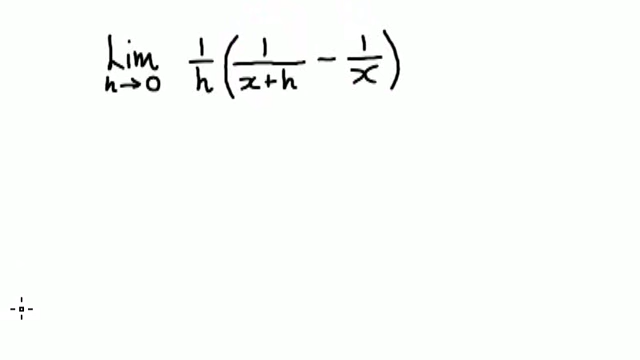 Lim h→0 1/h (1/(x+h) − 1/x)